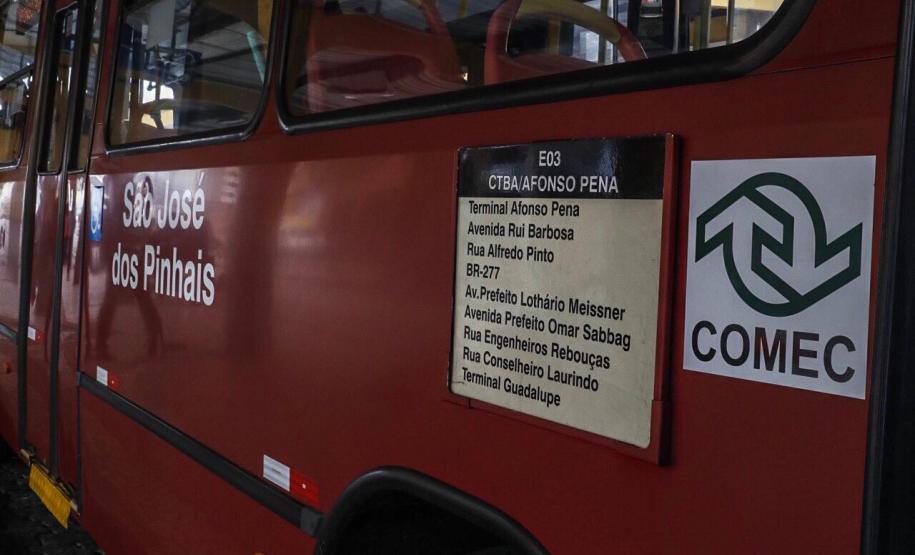 São José
dos Pinhais
E03
CTBA/AFONSO PENA
Terminal Afonso Pena
Avenida Rui Barbosa
Rua Alfredo Pinto
BR-277
Av.Prefeito Lothário Meissner
Avenida Prefeito Omar Sabbag
Rua Engenheiros Rebouças
Rua Conselheiro Laurindo
Terminal Guadalupe
COMEC